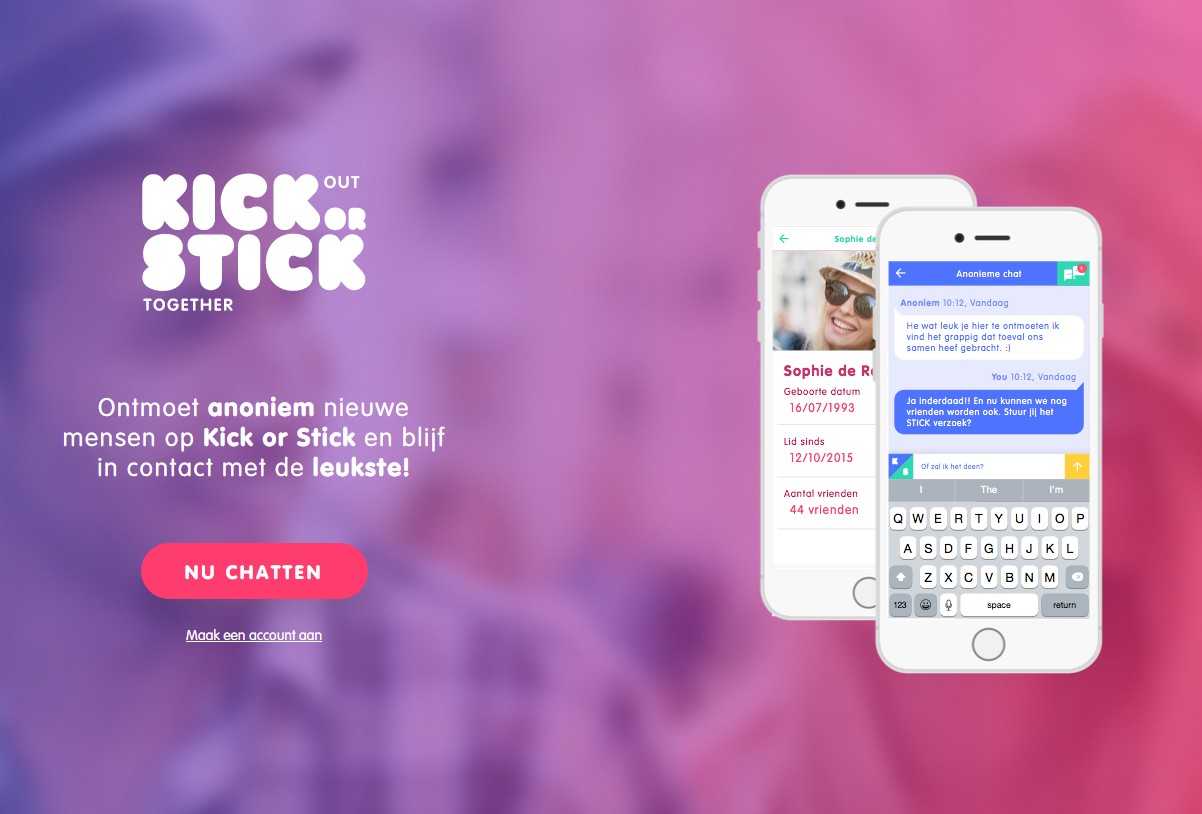 KICK OUT
OR
STICK
TOGETHER
Ontmoet anoniem nieuwe
mensen op Kick or Stick en blijf
in contact met de leukste!
NU CHATTEN
Maak een account aan
Sophie de
Sophie de R
Geboorte datum
16/07/1993
Lid sinds
12/10/2015
Aantal vrienden
44 vrienden
Anonieme chat
Anoniem 10:12, Vandaag
He wat leuk je hier te ontmoeten ik
vind het grappig dat toeval ons
samen heef gebracht. :)
You 10:12, Vandaag
Ja inderdaad!! En nu kunnen we nog
vrienden worden ook. Stuur jij het
STICK verzoek?
Of zal ik het doen?
I The I'm
Q W E R T Y U I O P
A S D F G H J K L
Z X C V B N M
123 space return